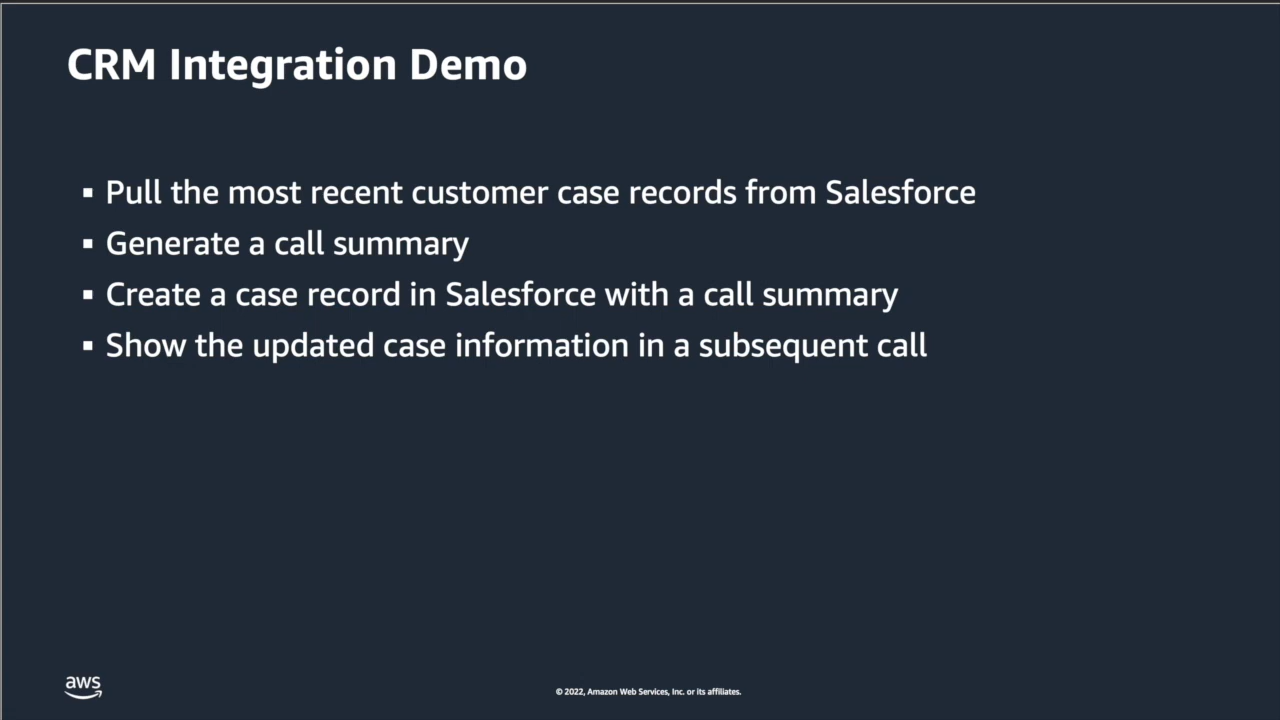 CRM Integration Demo
▪ Pull the most recent customer case records from Salesforce
▪ Generate a call summary
▪ Create a case record in Salesforce with a call summary
▪ Show the updated case information in a subsequent call
aws
© 2022, Amazon Web Services, Inc. or its affiliates.